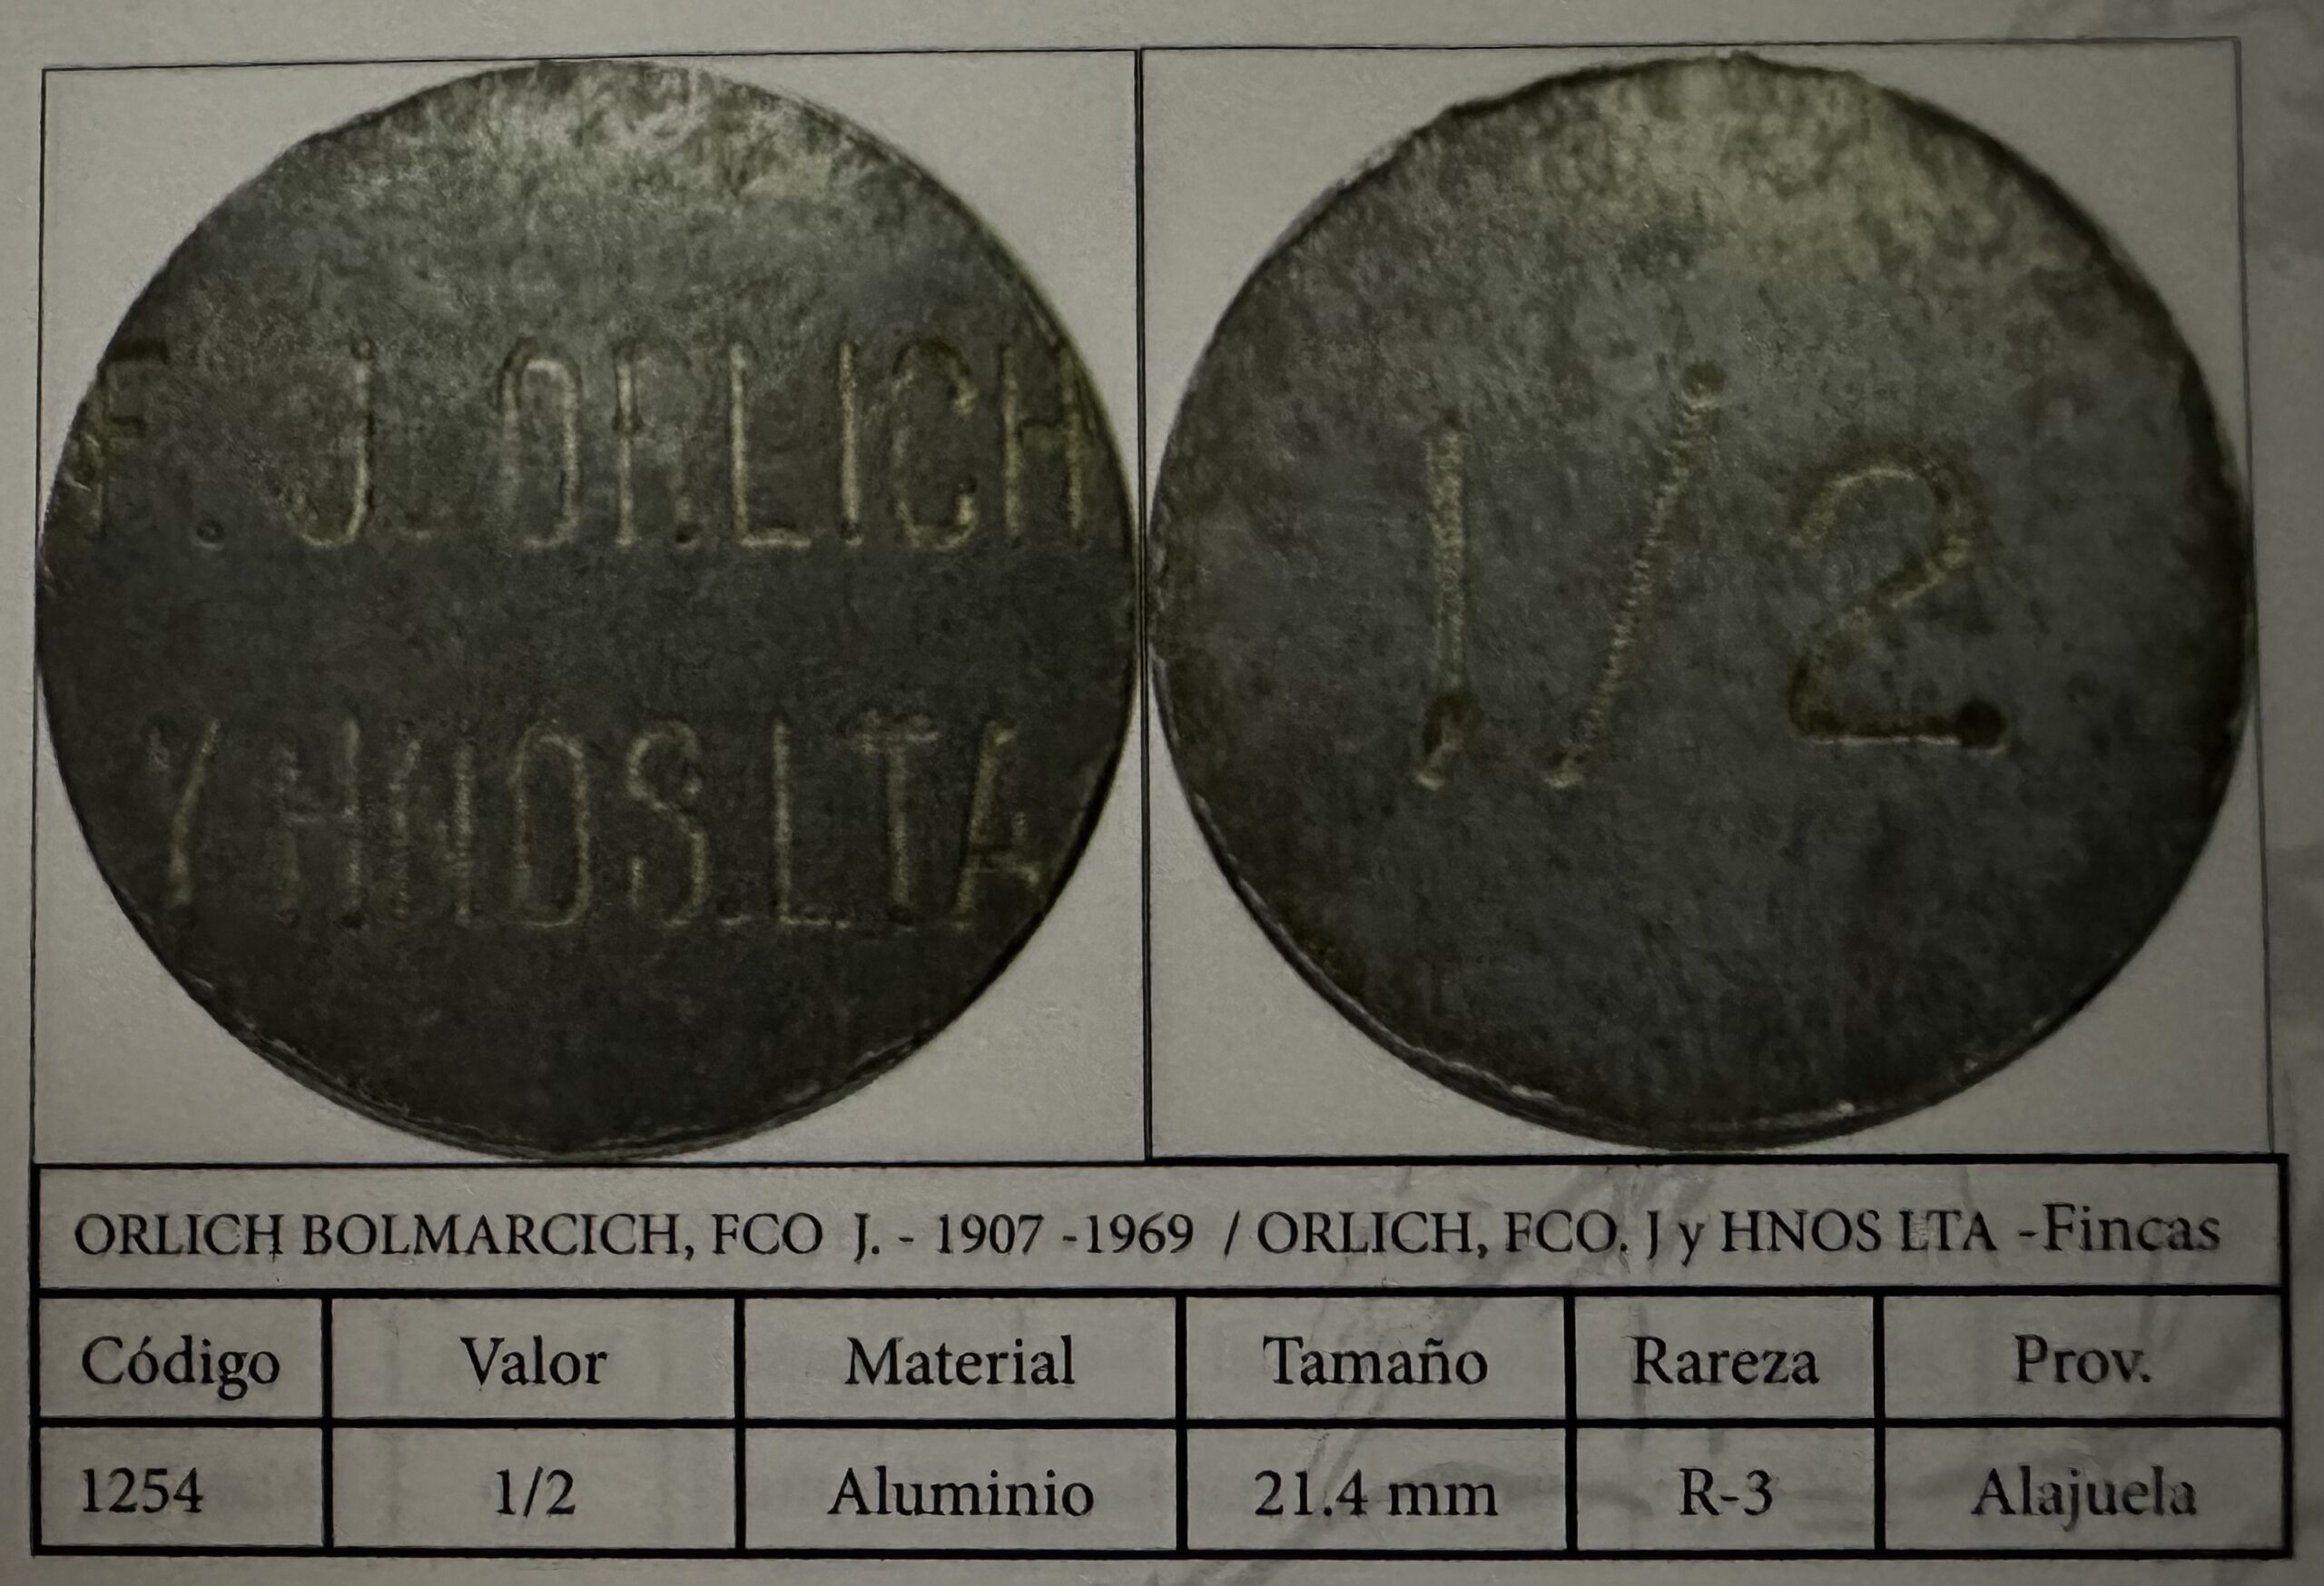 F. J. ORLICH
Y HNOS.LTA
1/2
ORLICH BOLMARCICH, FCO J. - 1907 -1969 / ORLICH, FCO. J y HNOS LTA -Fincas
Código Valor Material Tamaño Rareza Prov.
1254 1/2 Aluminio 21.4 mm R-3 Alajuela